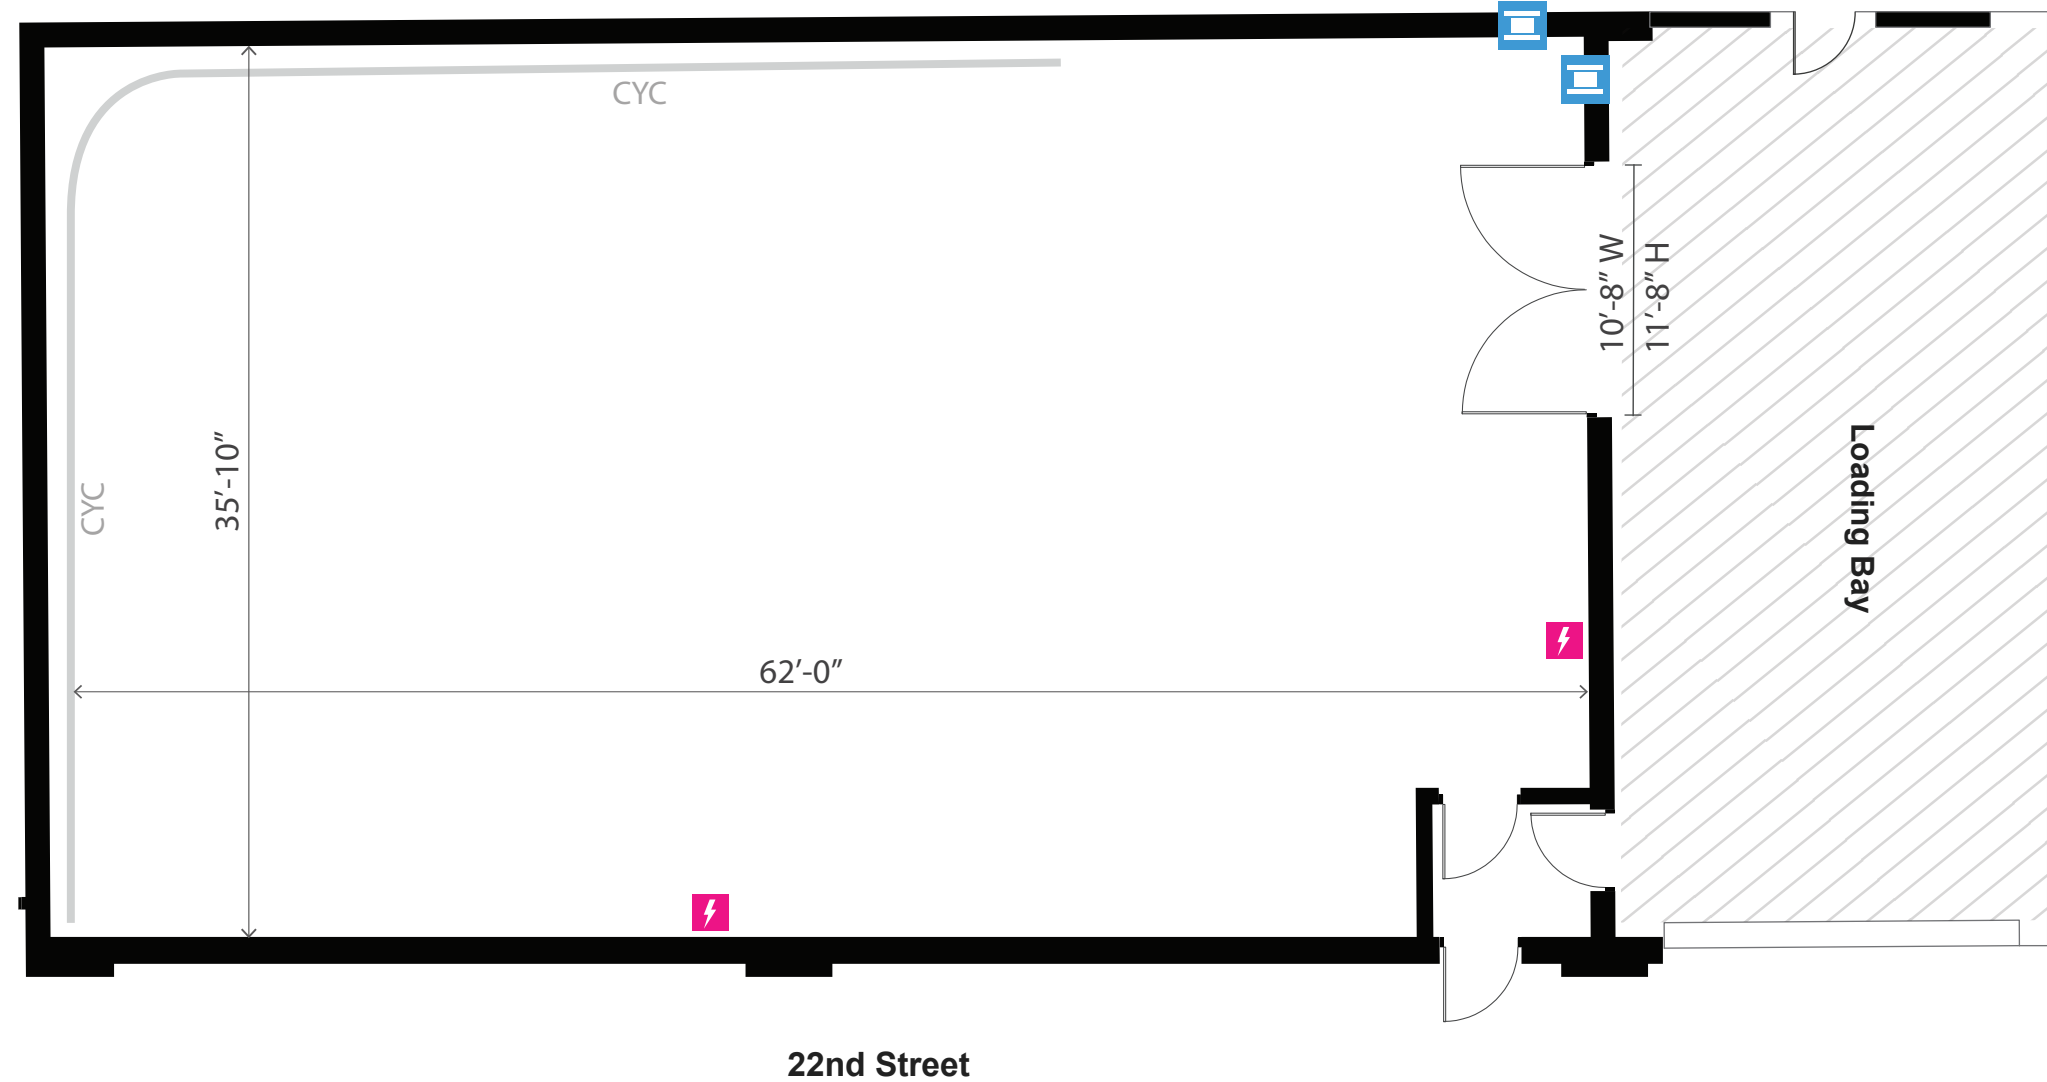 CYC
10’-8” W
11’-8” H
CYC
35’-10”
Loading Bay
62’-0”
22nd Street